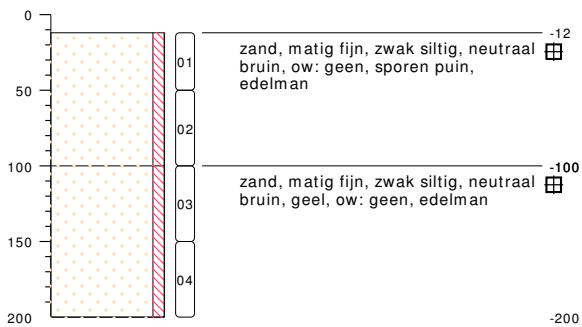 0
-12
zand, matig fijn, zwak siltig, neutraal
bruin, ow: geen, sporen puin,
edelman
01
50
02
100
-100
zand, matig fijn, zwak siltig, neutraal
bruin, geel, ow: geen, edelman
03
150
04
200
-200